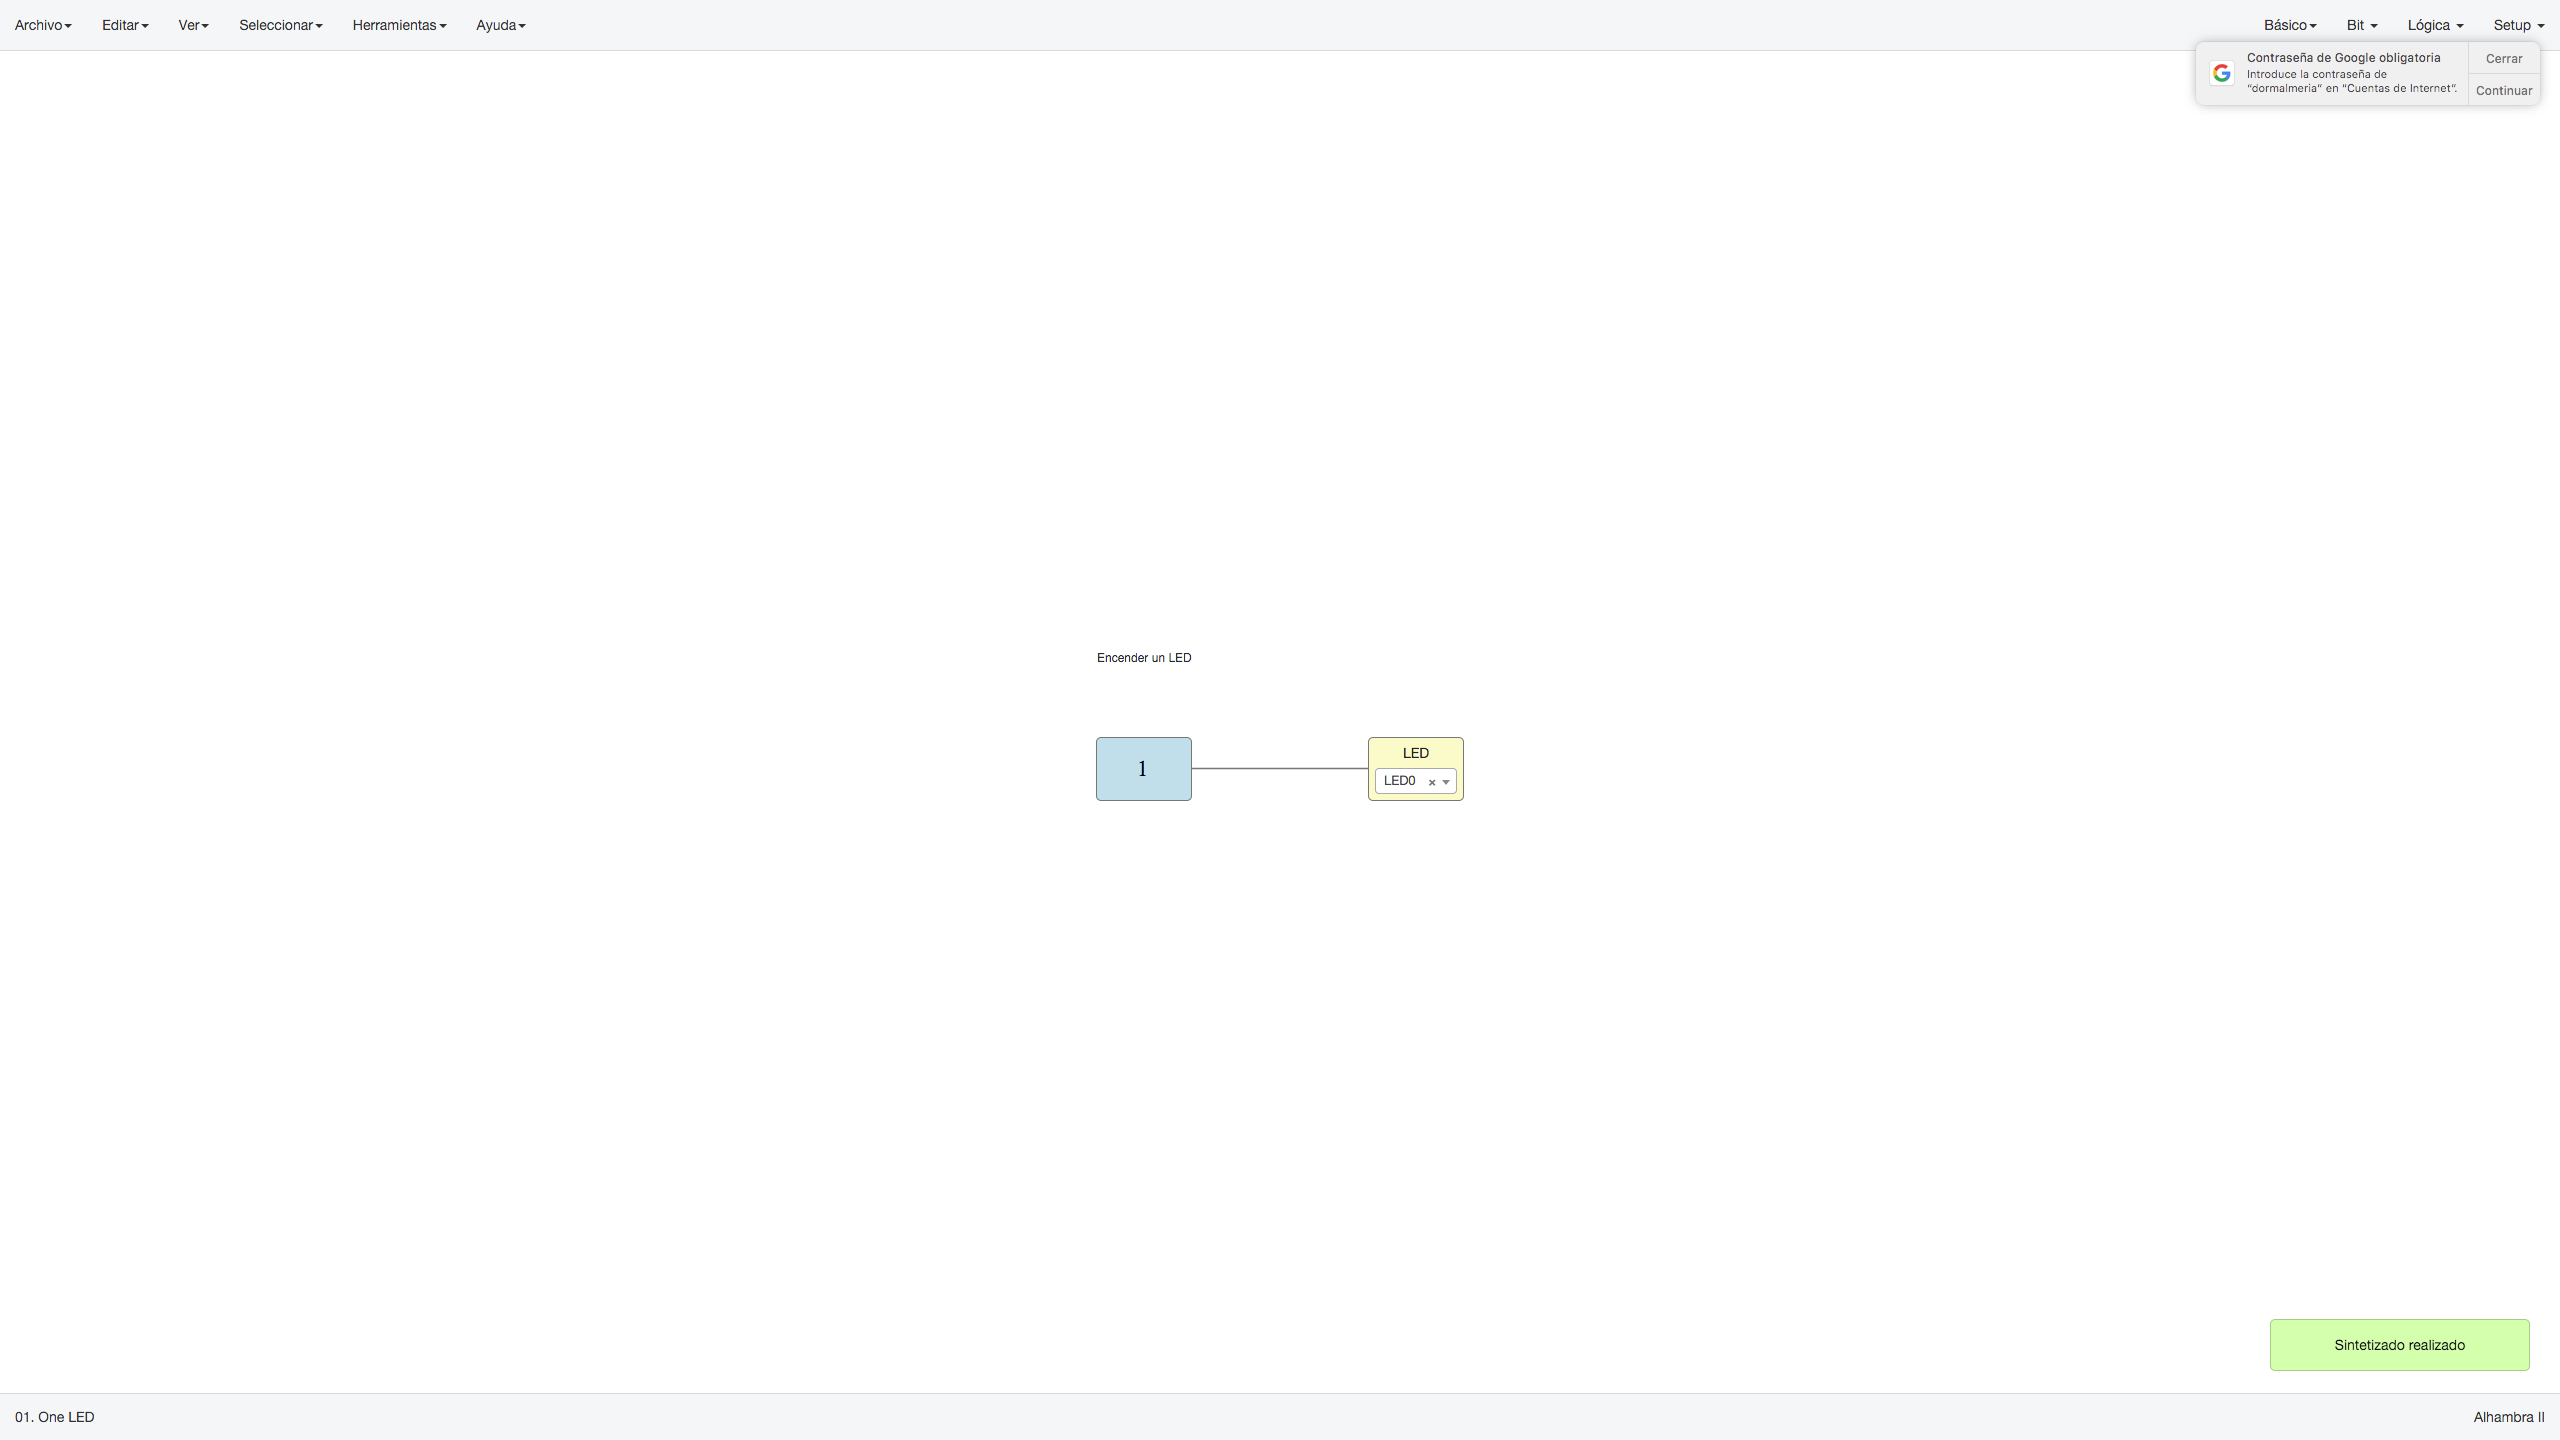 Archivo
Editar
Ver
Seleccionar
Herramientas
Ayuda
Básico
Bit
Lógica
Setup
Contraseña de Google obligatoria
Introduce la contraseña de
“dormalmeria” en “Cuentas de Internet”.
Cerrar
Continuar
Encender un LED
1
LED
LED0
Sintetizado realizado
01. One LED
Alhambra II